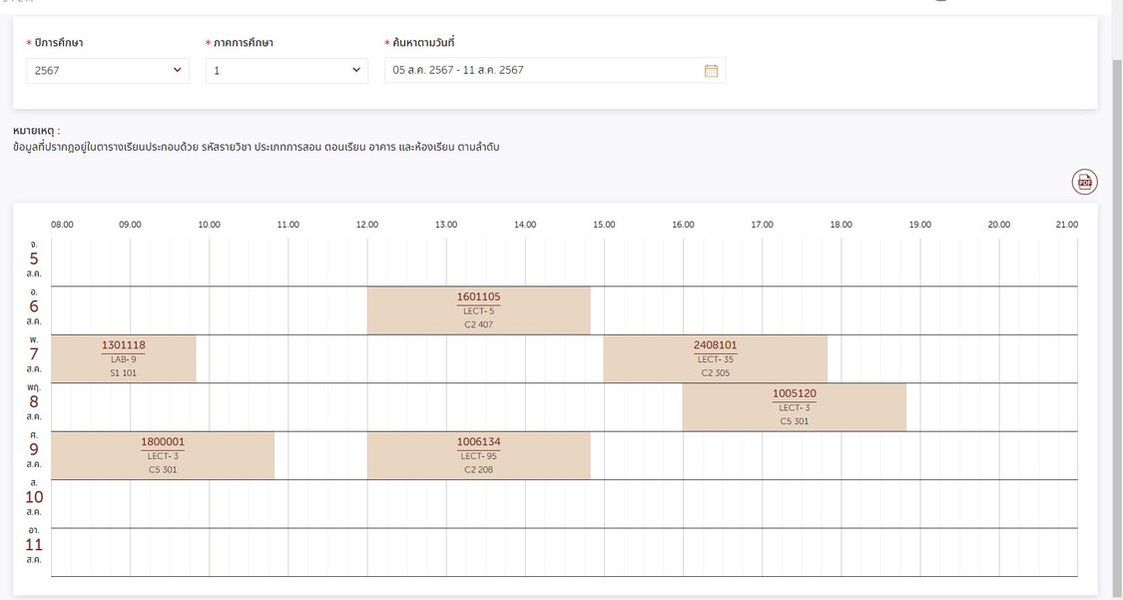 * ปีการศึกษา * ภาคการศึกษา * ค้นหาตามวันที่
2567 1 05 ส.ค. 2567 - 11 ส.ค. 2567
หมายเหตุ :
ข้อมูลที่ปรากฏอยู่ในตารางเรียนประกอบด้วย รหัสรายวิชา ประเภทการสอน ตอนเรียน อาคาร และห้องเรียน ตามลำดับ
PDF
08.00 09.00 10.00 11.00 12.00 13.00 14.00 15.00 16.00 17.00 18.00 19.00 20.00 21.00
จ.
5
ส.ค.
อ.
6
ส.ค.
1601105
LECT- 5
C2 407
พ.
7
ส.ค.
1301118
LAB- 9
S1 101
2408101
LECT- 35
C2 305
พฤ.
8
ส.ค.
1005120
LECT- 3
C5 301
ศ.
9
ส.ค.
1800001
LECT- 3
C5 301
1006134
LECT- 95
C2 208
ส.
10
ส.ค.
อา.
11
ส.ค.